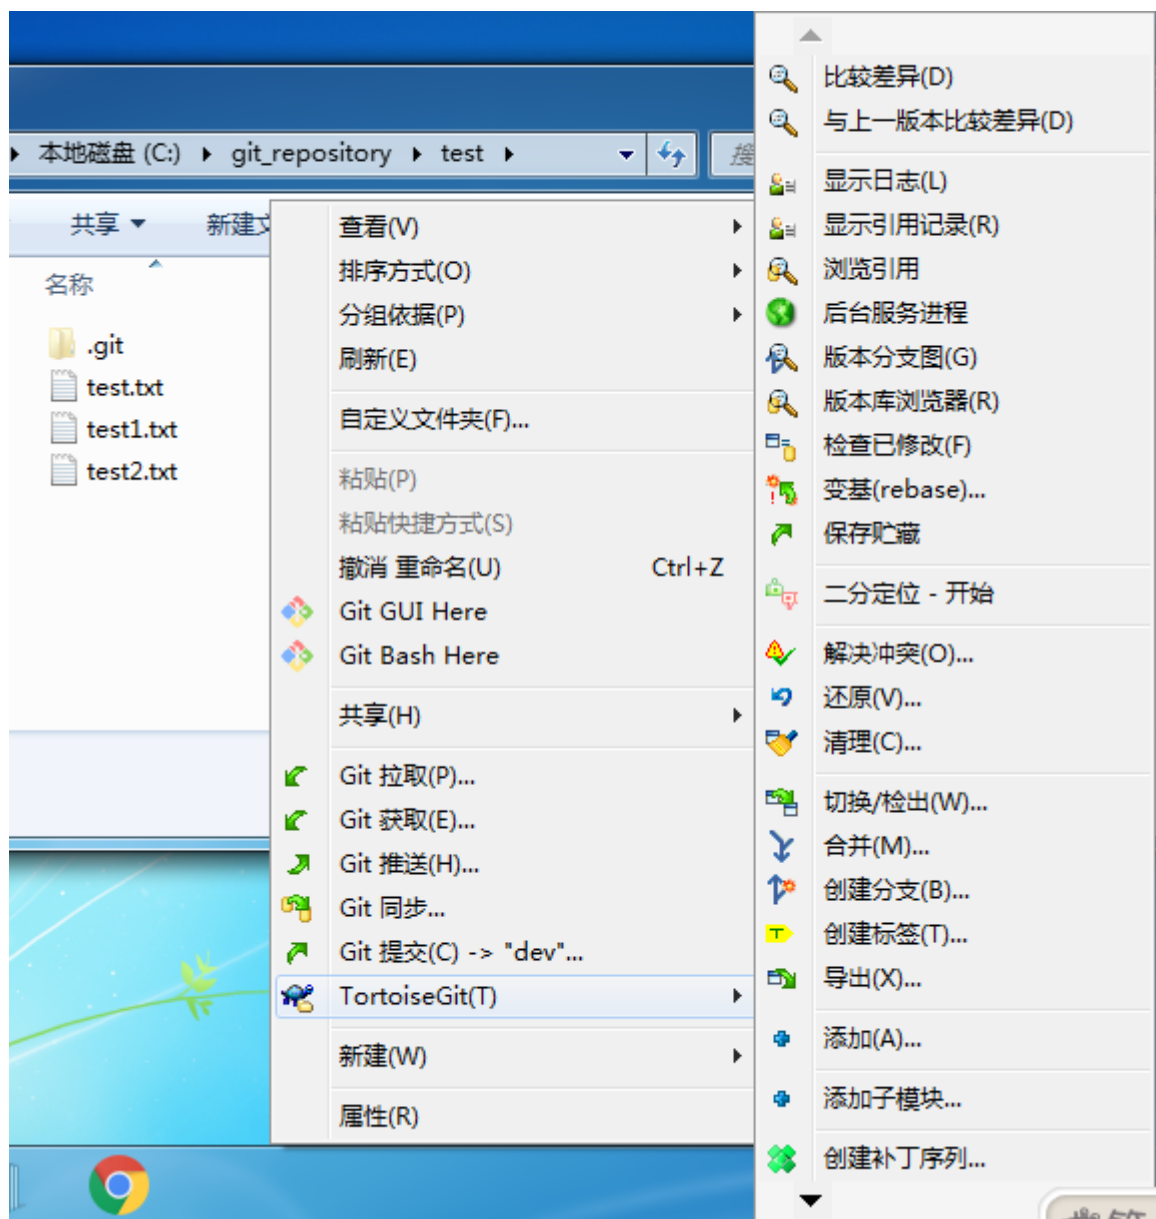 本地磁盘 (C:) git_repository test 搜
共享 新建文
名称
.git
test.txt
test1.txt
test2.txt
查看(V)
排序方式(O)
分组依据(P)
刷新(E)
自定义文件夹(F)...
粘贴(P)
粘贴快捷方式(S)
撤消 重命名(U) Ctrl+Z
Git GUI Here
Git Bash Here
共享(H)
Git 拉取(P)...
Git 获取(E)...
Git 推送(H)...
Git 同步...
Git 提交(C) -> "dev"...
TortoiseGit(T)
新建(W)
属性(R)
比较差异(D)
与上一版本比较差异(D)
显示日志(L)
显示引用记录(R)
浏览引用
后台服务进程
版本分支图(G)
版本库浏览器(R)
检查已修改(F)
变基(rebase)...
保存贮藏
二分定位 - 开始
解决冲突(O)...
还原(V)...
清理(C)...
切换/检出(W)...
合并(M)...
创建分支(B)...
创建标签(T)...
导出(X)...
添加(A)...
添加子模块...
创建补丁序列...